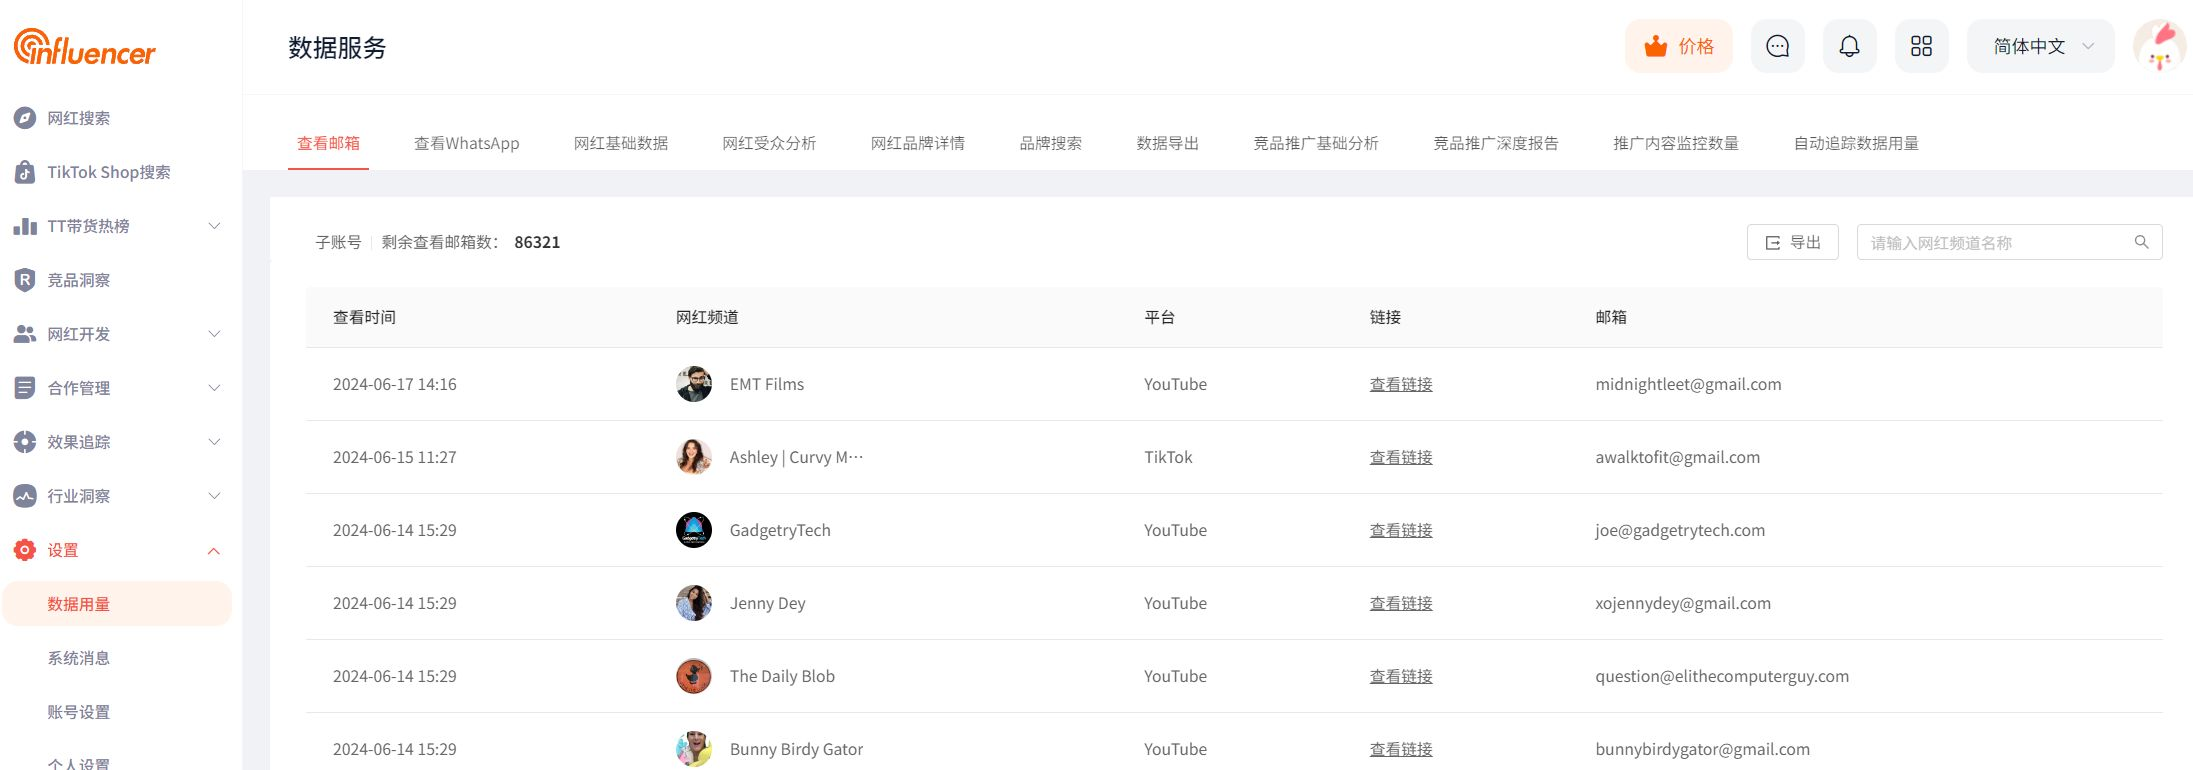 influencer
数据服务
价格
简体中文
网红搜索
TikTok Shop搜索
TT带货热榜
竞品洞察
网红开发
合作管理
效果追踪
行业洞察
设置
数据用量
系统消息
账号设置
个人设置
查看邮箱 查看WhatsApp 网红基础数据 网红受众分析 网红品牌详情 品牌搜索 数据导出 竞品推广基础分析 竞品推广深度报告 推广内容监控数量 自动追踪数据用量
子账号 剩余查看邮箱数： 86321
导出
请输入网红频道名称
查看时间 网红频道 平台 链接 邮箱
2024-06-17 14:16 EMT Films YouTube 查看链接 midnightleet@gmail.com
2024-06-15 11:27 Ashley | Curvy M··· TikTok 查看链接 awalktofit@gmail.com
2024-06-14 15:29 GadgetryTech YouTube 查看链接 joe@gadgetrytech.com
2024-06-14 15:29 Jenny Dey YouTube 查看链接 xojennydey@gmail.com
2024-06-14 15:29 The Daily Blob YouTube 查看链接 question@elithecomputerguy.com
2024-06-14 15:29 Bunny Birdy Gator YouTube 查看链接 bunnybirdygator@gmail.com